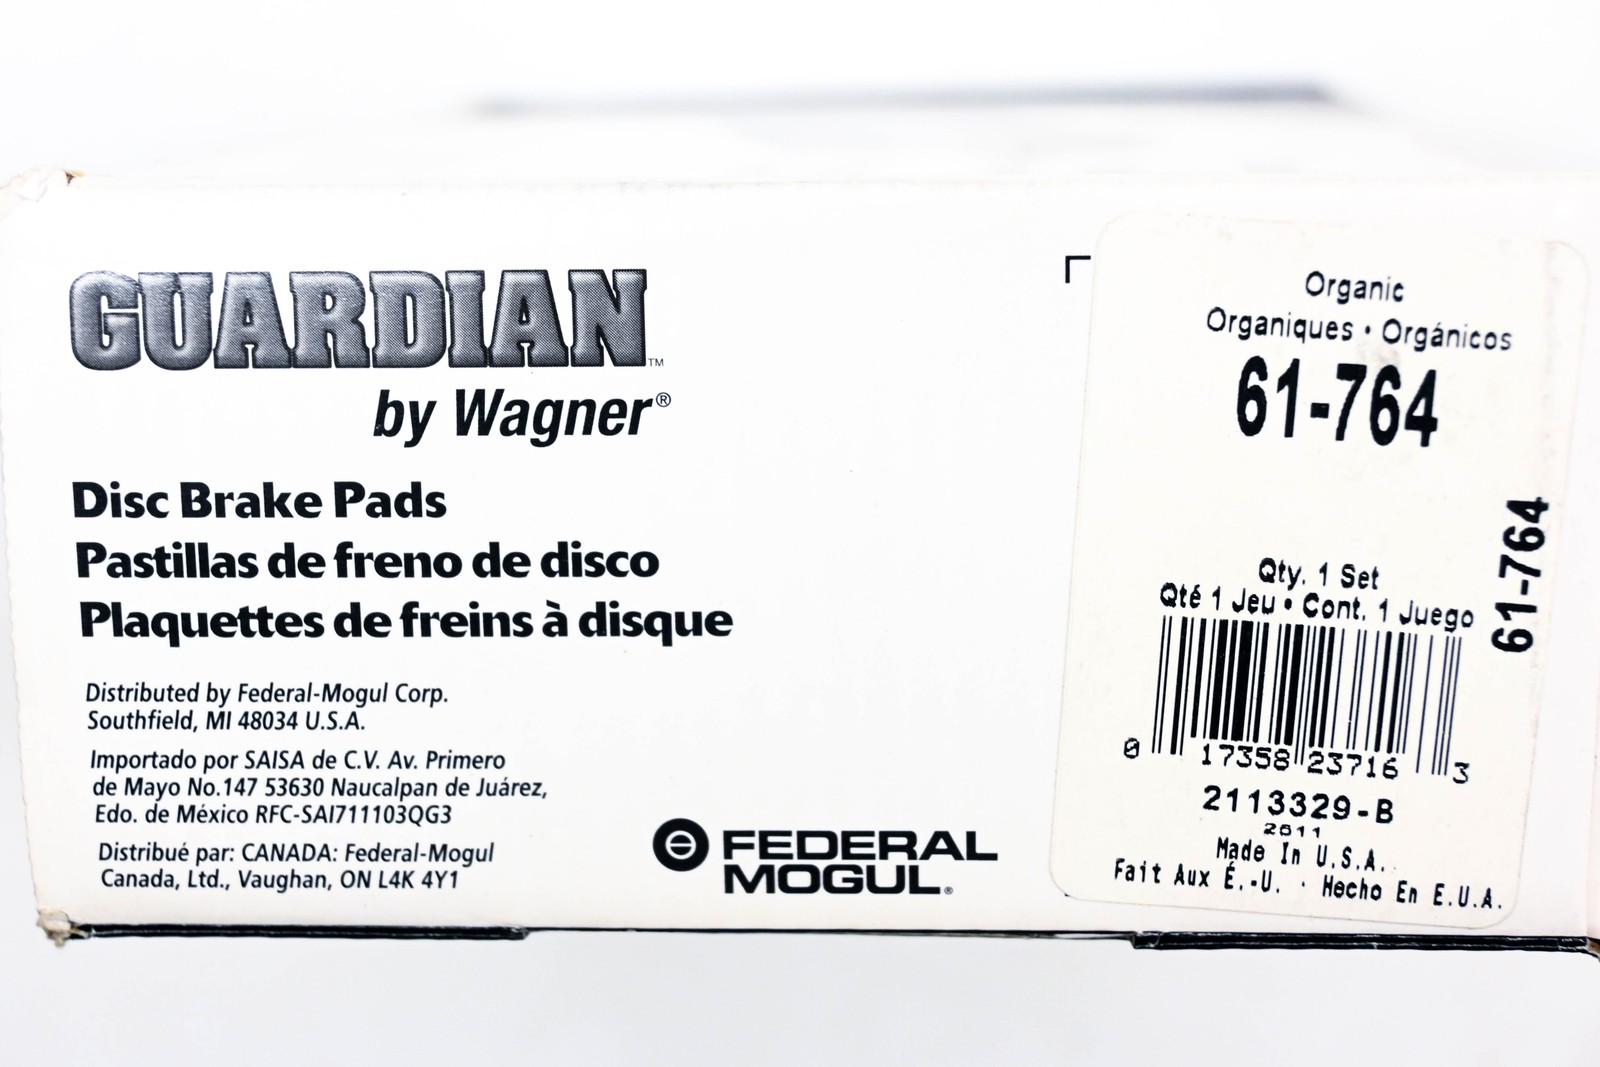 GUARDIAN™
by Wagner®
Disc Brake Pads
Pastillas de freno de disco
Plaquettes de freins à disque
Distributed by Federal-Mogul Corp.
Southfield, MI 48034 U.S.A.
Importado por SAISA de C.V. Av. Primero
de Mayo No.147 53630 Naucalpan de Juárez,
Edo. de México RFC-SAI711103QG3
Distribué par: CANADA: Federal-Mogul
Canada, Ltd., Vaughan, ON L4K 4Y1
FEDERAL
MOGUL®
Organic
Organiques • Orgánicos
61-764
61-764
Qty. 1 Set
Qté 1 Jeu • Cont. 1 Juego
0 17358 23716 3
2113329-B
2611
Made In U.S.A.
Fait Aux É.-U. · Hecho En E.U.A.